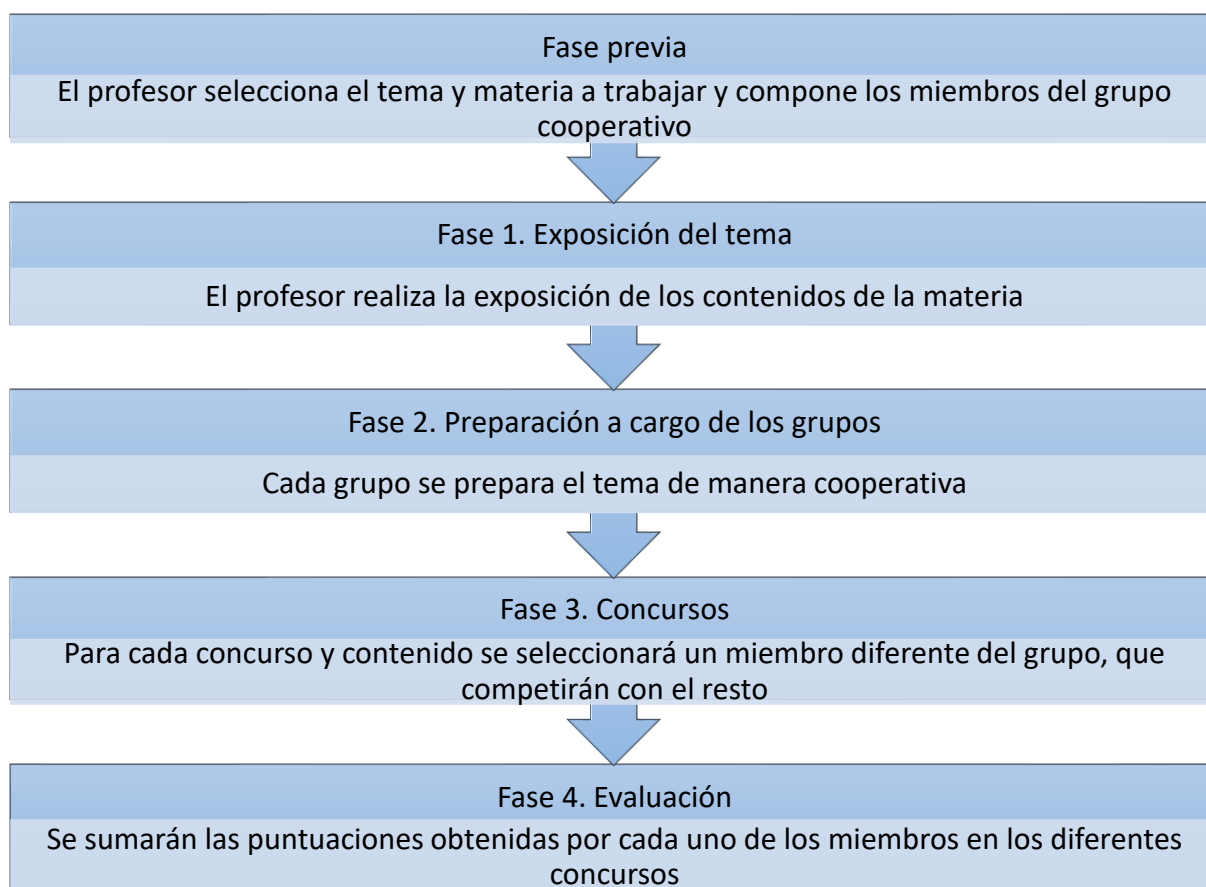 Fase previa
El profesor selecciona el tema y materia a trabajar y compone los miembros del grupo
cooperativo
Fase 1. Exposición del tema
El profesor realiza la exposición de los contenidos de la materia
Fase 2. Preparación a cargo de los grupos
Cada grupo se prepara el tema de manera cooperativa
Fase 3. Concursos
Para cada concurso y contenido se seleccionará un miembro diferente del grupo, que
competirán con el resto
Fase 4. Evaluación
Se sumarán las puntuaciones obtenidas por cada uno de los miembros en los diferentes
concursos